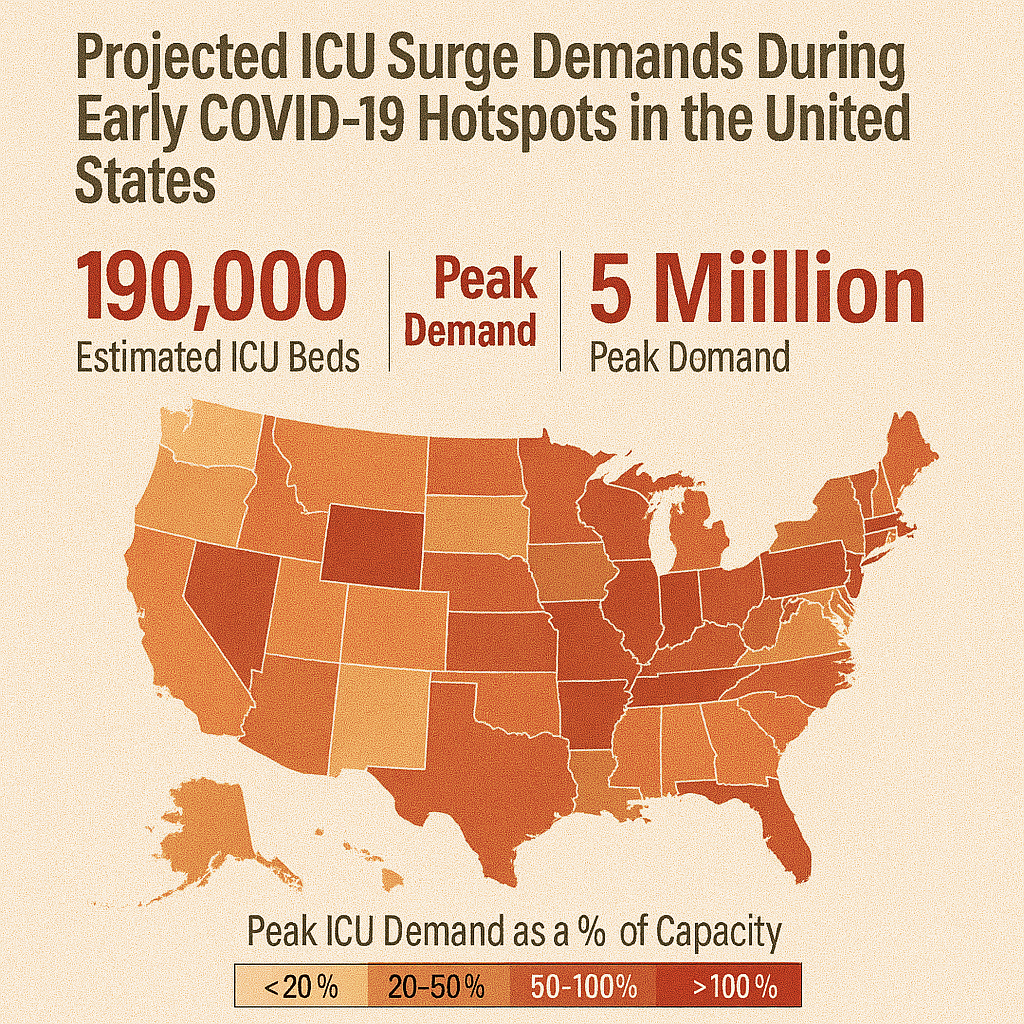 Projected ICU Surge Demands During
Early COVID-19 Hotspots in the United
States
190,000
Estimated ICU Beds
Peak
Demand
5 Miillion
Peak Domand
Peak ICU Demand as a % of Capacity
<20%
20–50%
50–100%
>100%